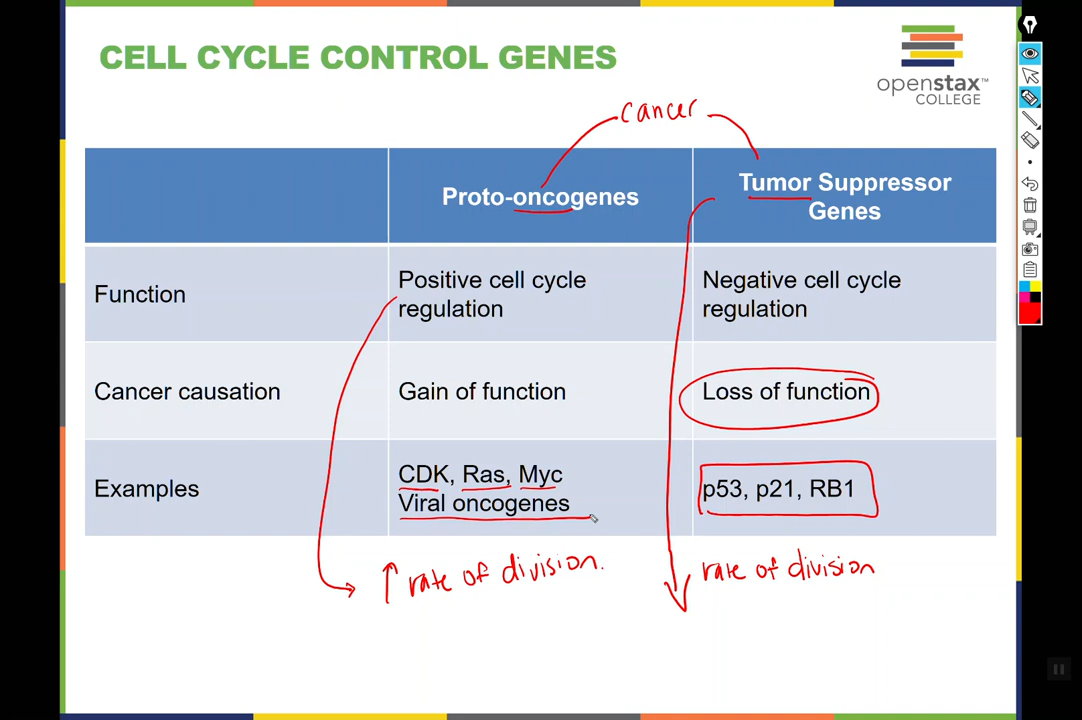 CELL CYCLE CONTROL GENES
openstax™
COLLEGE
cancer
Proto-oncogenes
Tumor Suppressor
Genes
Function
Positive cell cycle
regulation
Negative cell cycle
regulation
Cancer causation
Gain of function
Loss of function
Examples
CDK, Ras, Myc
Viral oncogenes
p53, p21, RB1
↑ rate of division.
rate of division